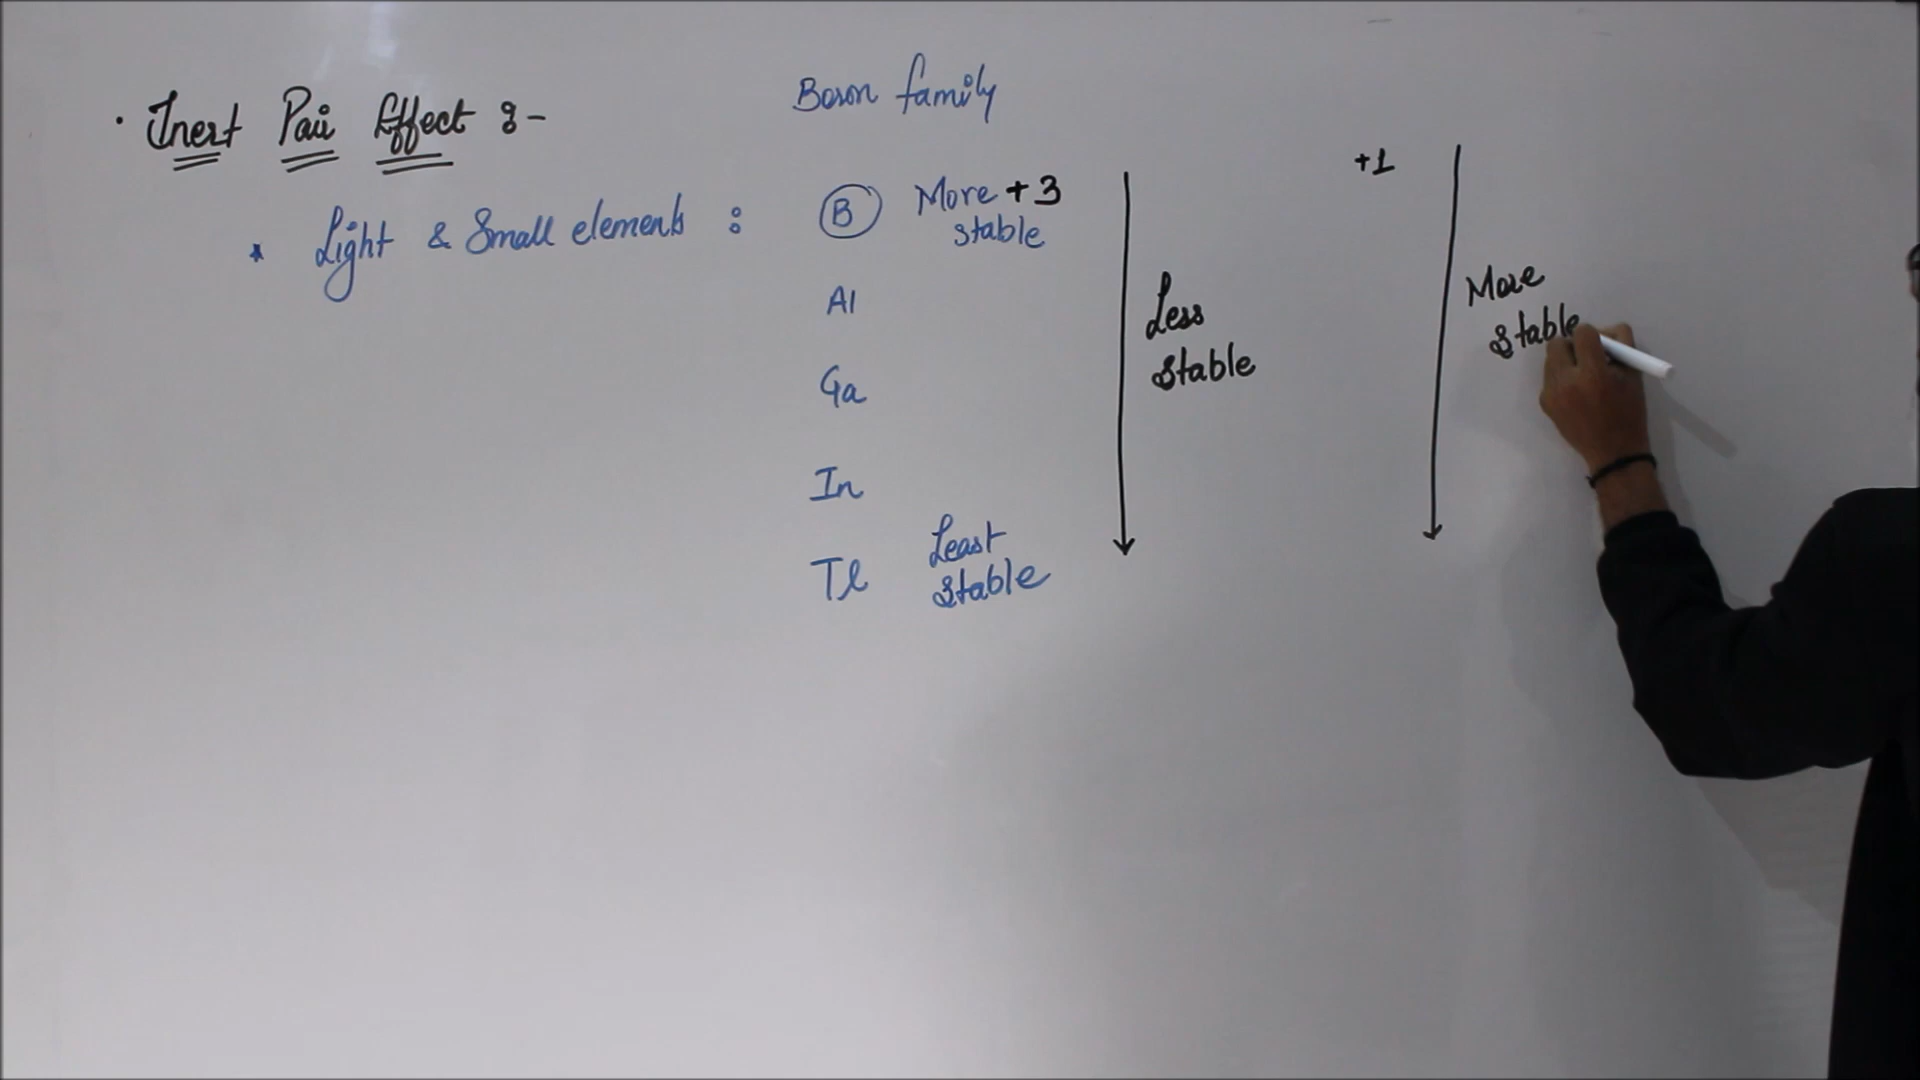 Boron family
• Inert Pair Effect :-
+1
* Light & Small elements : B More +3
stable
Al
Less
stable
More
stable
Ga
In
Least
Tl stable